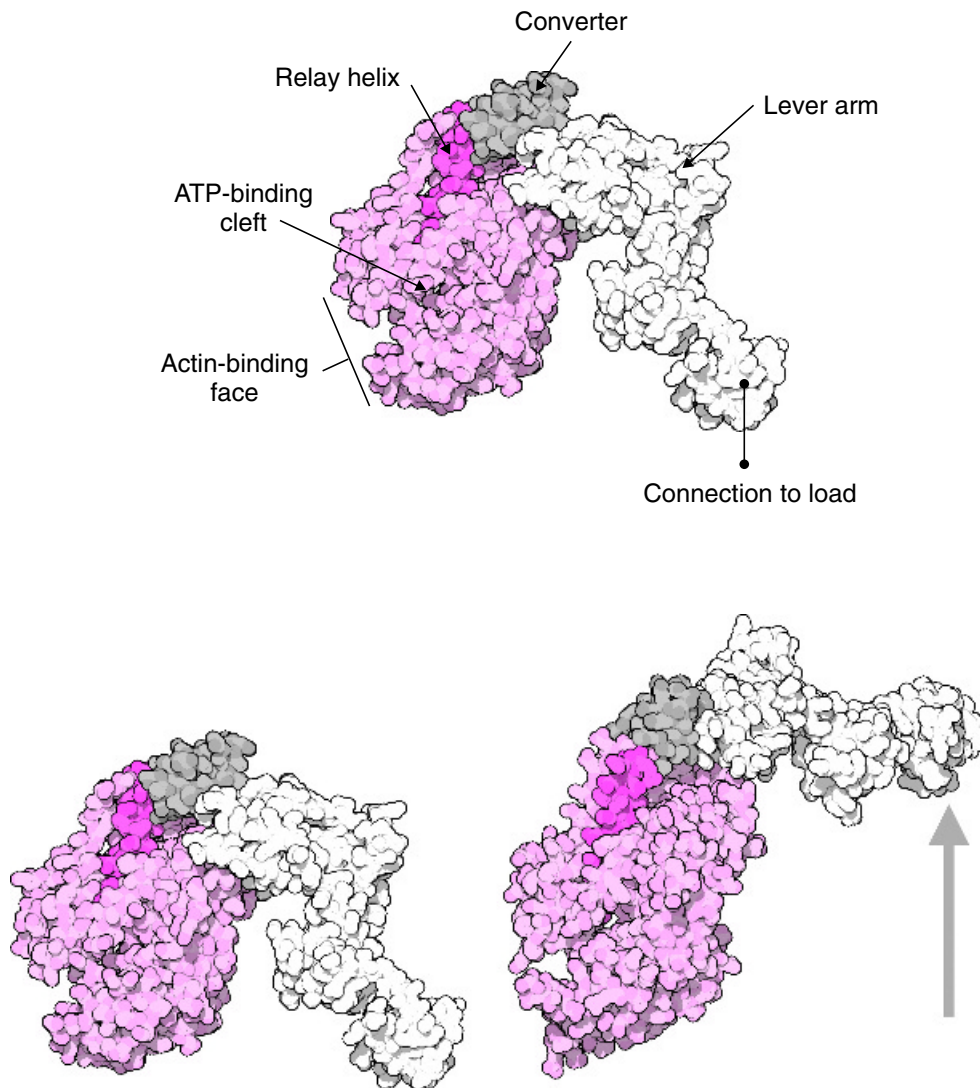 Converter
Relay helix
Lever arm
ATP-binding
cleft
Actin-binding
face
Connection to load